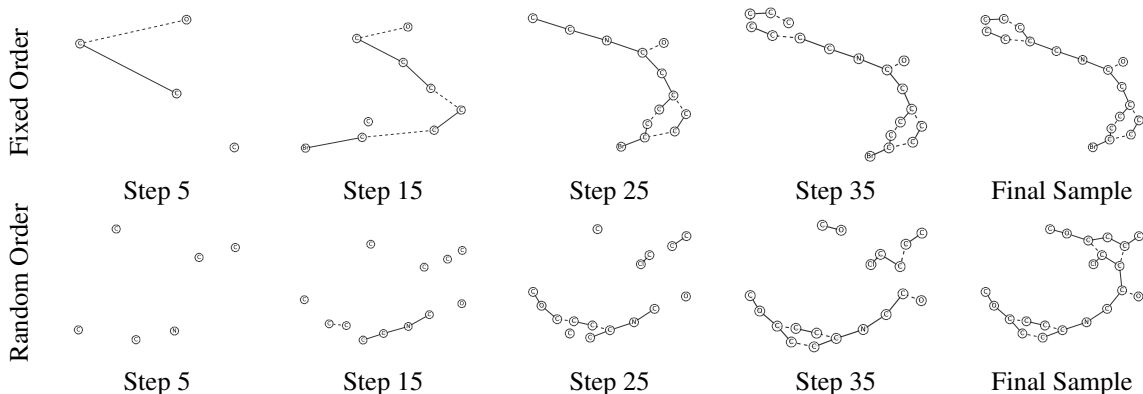 Fixed Order
Step 5
Step 15
Step 25
Step 35
Final Sample
Random Order
Step 5
Step 15
Step 25
Step 35
Final Sample